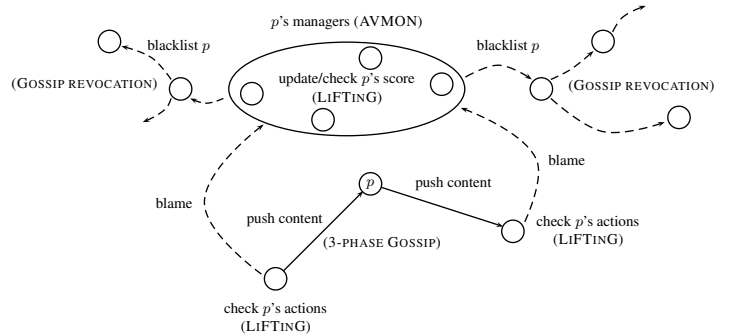 p's managers (AVMON)
blacklist p
blacklist p
update/check p's score
(LIFTING)
(GOSSIP REVOCATION)
(GOSSIP REVOCATION)
blame
p
push content
blame
push content
check p's actions
(LIFTING)
(3-PHASE GOSSIP)
check p's actions
(LIFTING)